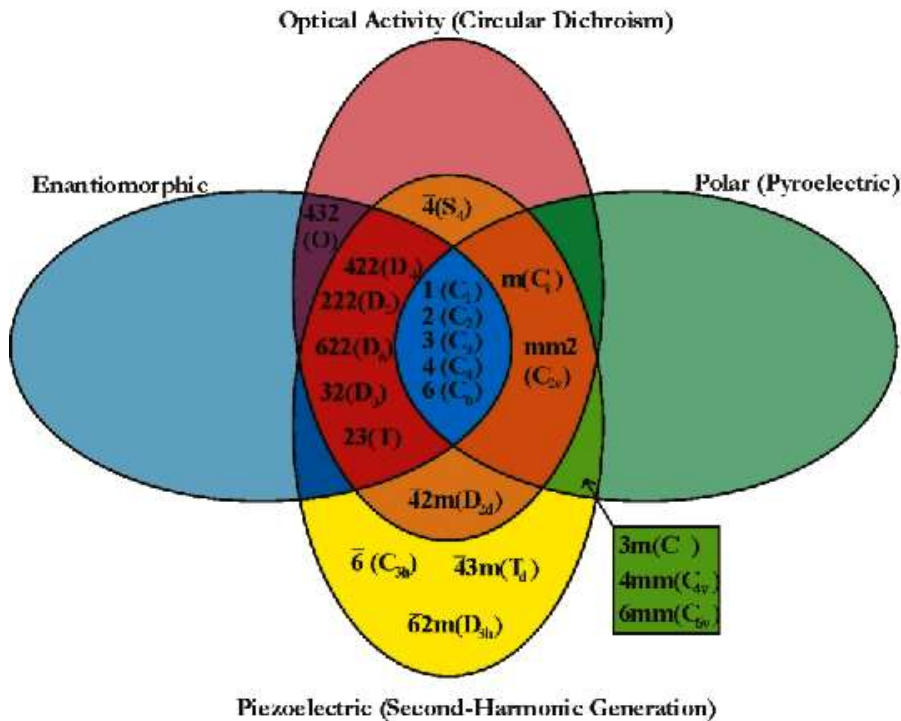 Optical Activity (Circular Dichroism)
Enantiomorphic
Polar (Pyroelectric)
432
(O)
4̅(S₄)
422(D₄)
222(D₂)
622(D₆)
32(D₃)
23(T)
1 (C₁)
2 (C₂)
3 (C₃)
4 (C₄)
6 (C₆)
m(Cₛ)
mm2
(C₂ᵥ)
4̅2m(D₂d)
6̅ (C₃ₕ)
4̅3m(T_d)
6̅2m(D₃ₕ)
3m(C )
4mm(C₄ᵥ)
6mm(C₆ᵥ)
Piezoelectric (Second-Harmonic Generation)